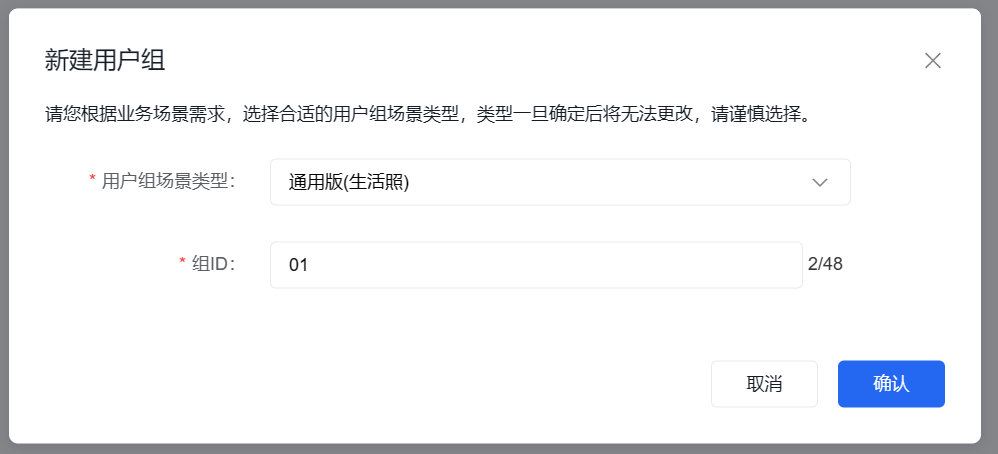 新建用户组
请您根据业务场景需求，选择合适的用户组场景类型，类型一旦确定后将无法更改，请谨慎选择。
* 用户组场景类型： 通用版(生活照)
* 组ID： 01 2/48
取消 确认